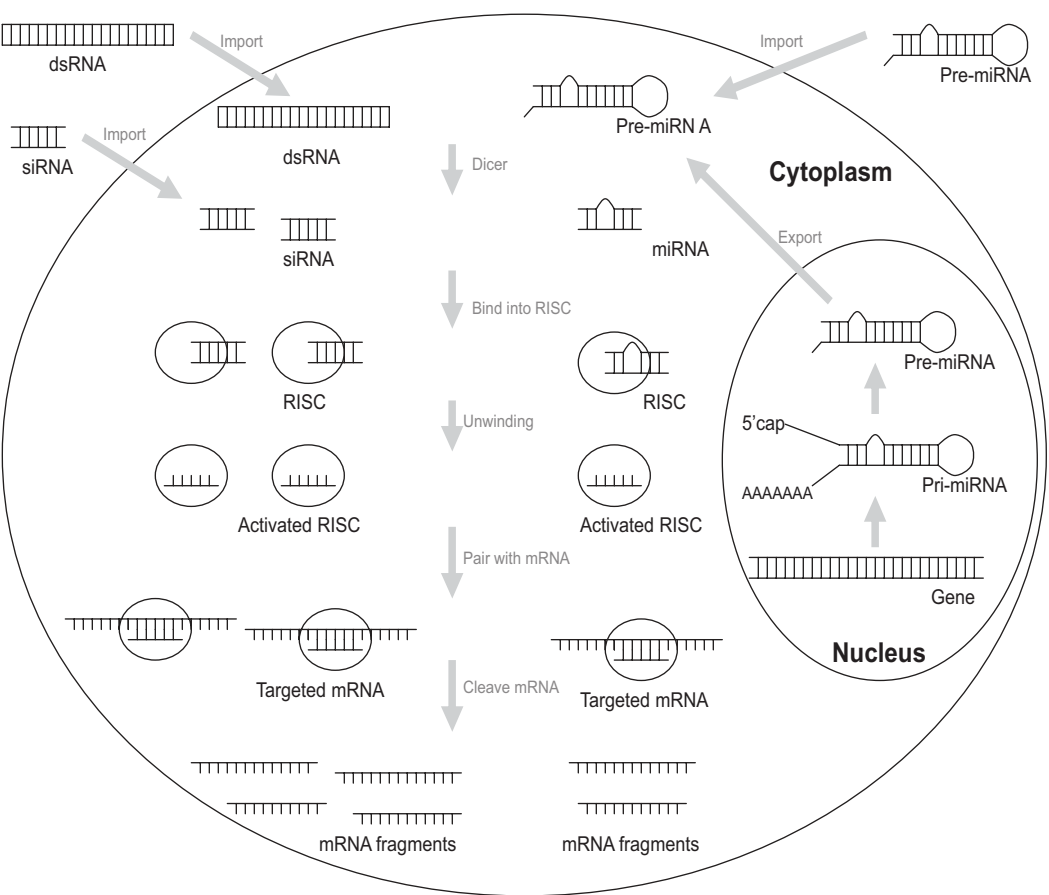 Import
Import
dsRNA
Pre-miRNA
Pre-miRN A
Import
siRNA
dsRNA
Dicer
Cytoplasm
siRNA
miRNA
Export
Bind into RISC
Pre-miRNA
RISC
RISC
Unwinding
5'cap
Pri-miRNA
AAAAAAA
Activated RISC
Activated RISC
Pair with mRNA
Gene
Nucleus
Targeted mRNA
Cleave mRNA
Targeted mRNA
mRNA fragments
mRNA fragments